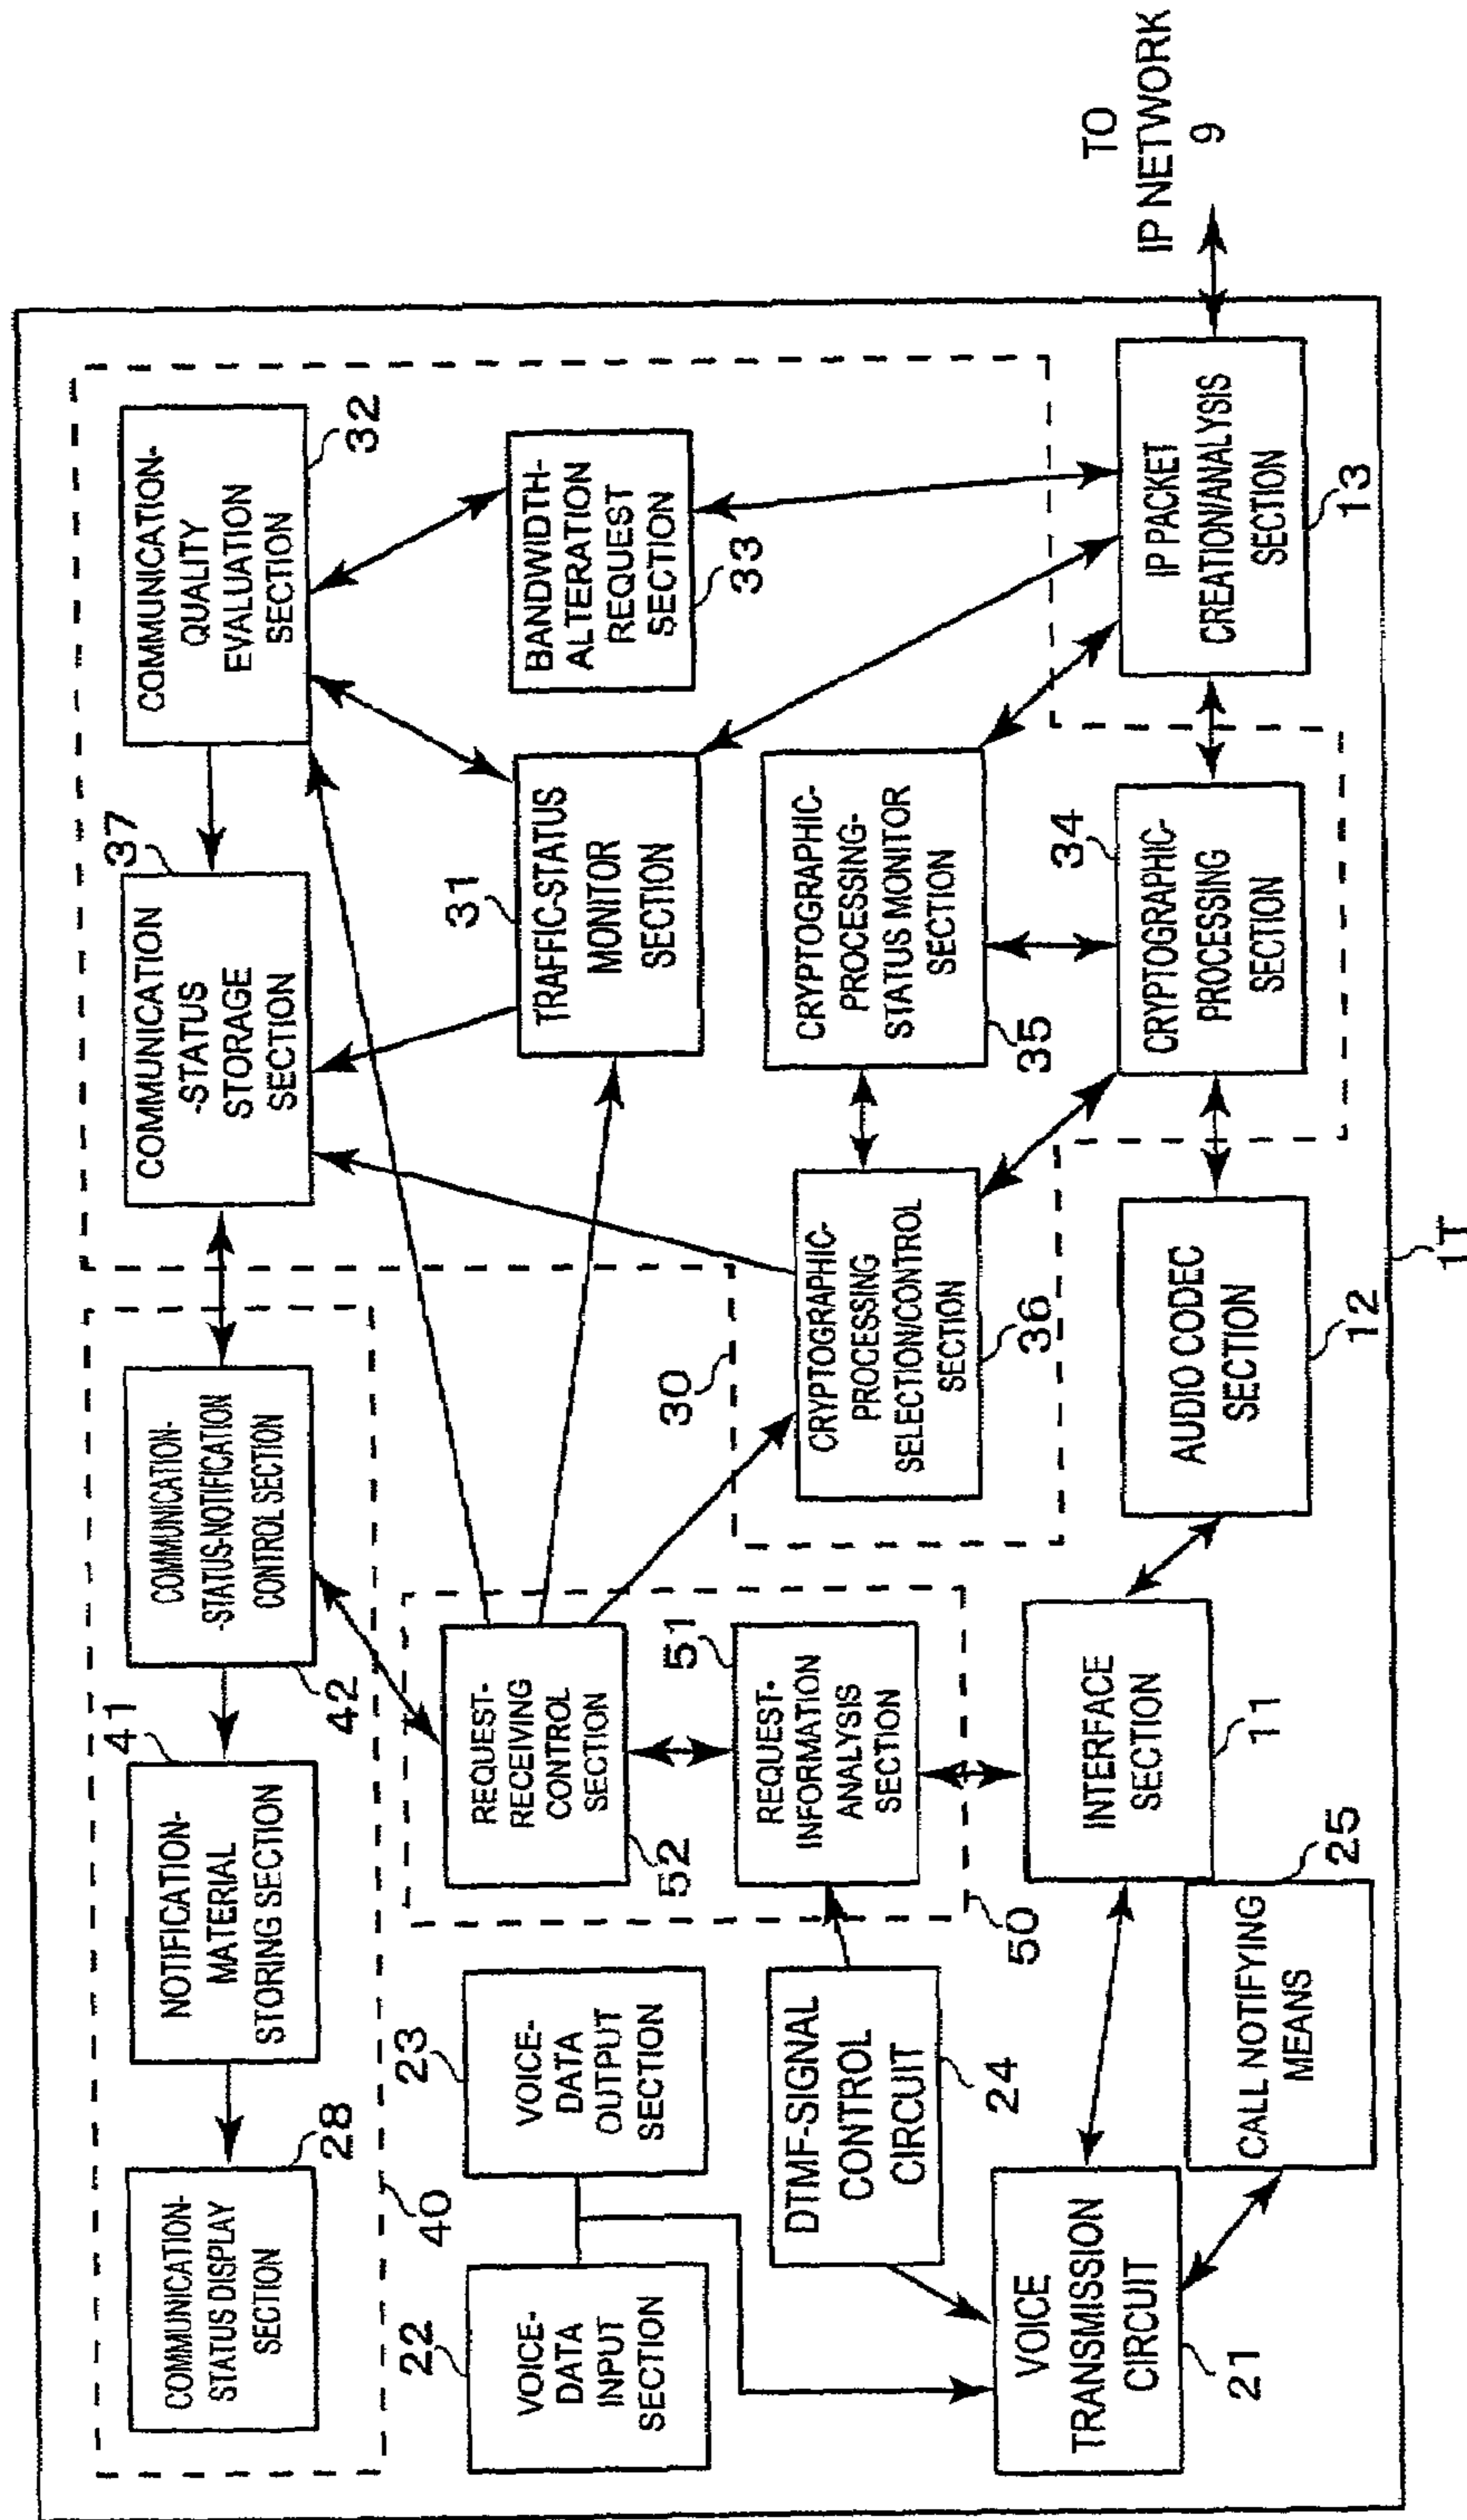 COMMUNICATION-
STATUS DISPLAY
SECTION
28
NOTIFICATION-
MATERIAL
STORING SECTION
41
COMMUNICATION-
-STATUS-NOTIFICATION
CONTROL SECTION
42
COMMUNICATION
-STATUS
STORAGE
SECTION
37
COMMUNICATION-
QUALITY
EVALUATION
SECTION
32
40
22
VOICE-
DATA
INPUT
SECTION
23
VOICE-
DATA
OUTPUT
SECTION
REQUEST-
RECEIVING
CONTROL
SECTION
52
51
REQUEST-
INFORMATION
ANALYSIS
SECTION
50
30
31
TRAFFIC-STATUS
MONITOR
SECTION
BANDWIDTH-
ALTERATION
REQUEST
SECTION
33
DTMF-SIGNAL
CONTROL
CIRCUIT
24
CRYPTOGRAPHIC-
PROCESSING
SELECTION/CONTROL
SECTION
36
CRYPTOGRAPHIC-
PROCESSING-
STATUS MONITOR
SECTION
35
VOICE
TRANSMISSION
CIRCUIT
21
CALL NOTIFYING
MEANS
25
INTERFACE
SECTION
11
AUDIO CODEC
SECTION
12
34
CRYPTOGRAPHIC-
PROCESSING
SECTION
IP PACKET
CREATION/ANALYSIS
SECTION
13
TO
IP NETWORK
9
1T